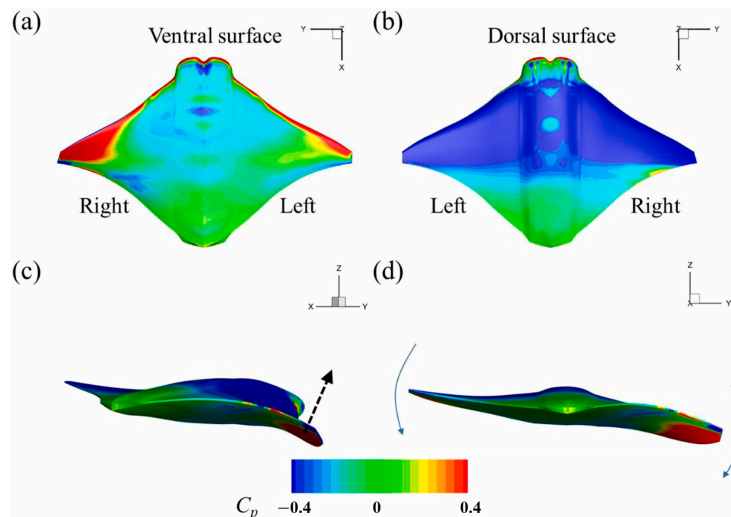 (a)
Ventral surface
Y
Z
X
Right
Left
(b)
Dorsal surface
Z
Y
X
Left
Right
(c)
Z
X
Y
(d)
Z
X
Y
Cp
−0.4
0
0.4